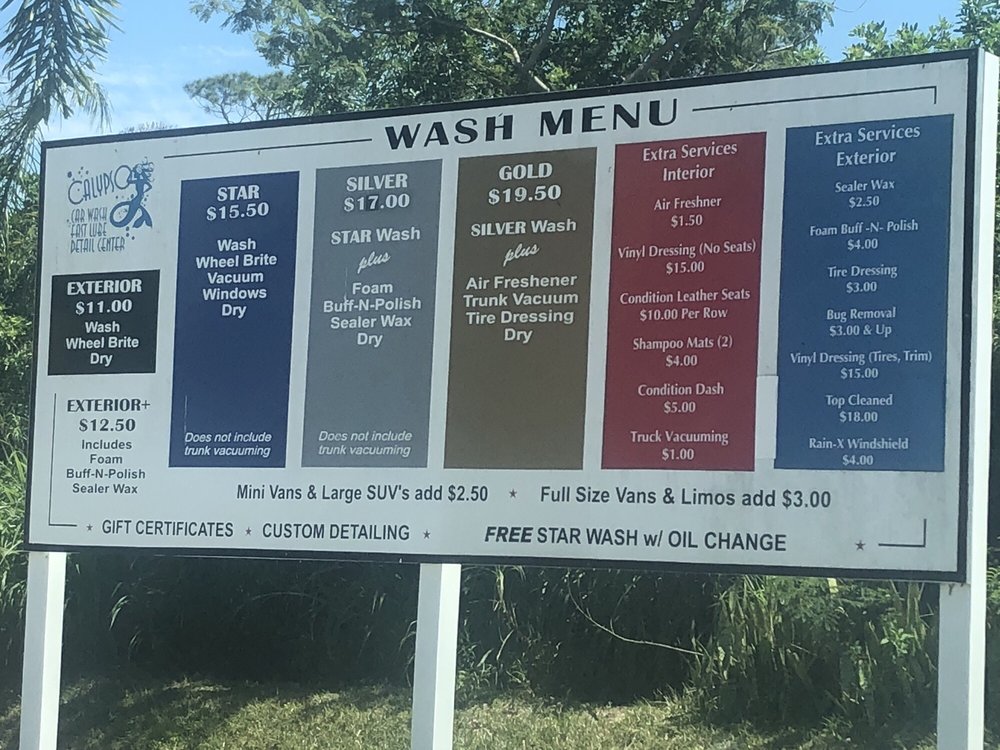 WASH MENU
CALYPSO
CAR WASH
FAST LUBE
DETAIL CENTER
EXTERIOR
$11.00
Wash
Wheel Brite
Dry
EXTERIOR+
$12.50
Includes
Foam
Buff-N-Polish
Sealer Wax
STAR
$15.50
Wash
Wheel Brite
Vacuum
Windows
Dry
Does not include
trunk vacuuming
SILVER
$17.00
STAR Wash
plus
Foam
Buff-N-Polish
Sealer Wax
Dry
Does not include
trunk vacuuming
GOLD
$19.50
SILVER Wash
plus
Air Freshener
Trunk Vacuum
Tire Dressing
Dry
Extra Services
Interior
Air Freshner
$1.50
Vinyl Dressing (No Seats)
$15.00
Condition Leather Seats
$10.00 Per Row
Shampoo Mats (2)
$4.00
Condition Dash
$5.00
Truck Vacuuming
$1.00
Extra Services
Exterior
Sealer Wax
$2.50
Foam Buff -N- Polish
$4.00
Tire Dressing
$3.00
Bug Removal
$3.00 & Up
Vinyl Dressing (Tires, Trim)
$15.00
Top Cleaned
$18.00
Rain-X Windshield
$4.00
Mini Vans & Large SUV's add $2.50 ★ Full Size Vans & Limos add $3.00
★ GIFT CERTIFICATES ★ CUSTOM DETAILING ★ FREE STAR WASH w/ OIL CHANGE ★